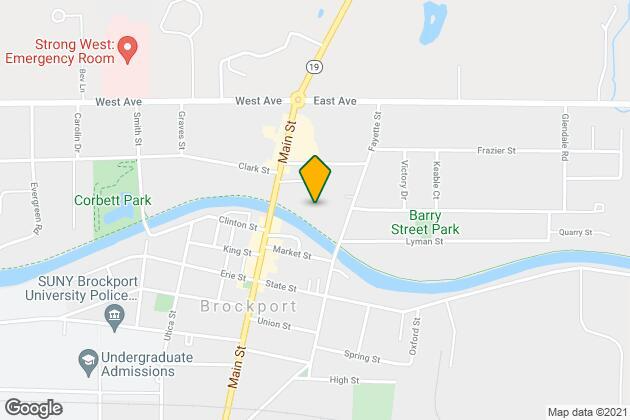 Strong West:
Emergency Room
19
Bev Ln
West Ave
West Ave
East Ave
Carolin Dr
Smith St
Graves St
Main St
Fayette St
Glendale Rd
Frazier St
Clark St
Victory Dr
Keable Ct
Evergreen Rd
Corbett Park
Barry
Street Park
Clinton St
Quarry St
Lyman St
King St
Market St
SUNY Brockport
University Police...
Erie St
State St
Brockport
Utica St
Union St
Oxford St
Undergraduate
Admissions
Main St
Spring St
High St
Google
Map data ©2021